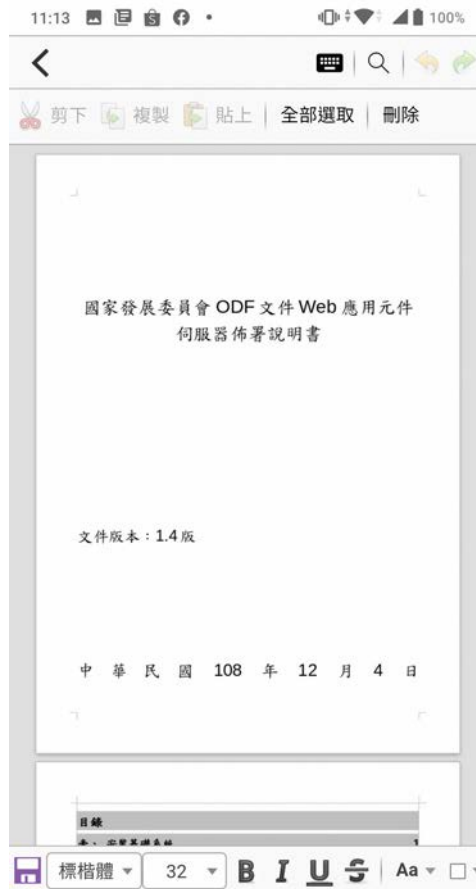 11:13
100%
剪下 複製 貼上 全部選取 刪除
國家發展委員會 ODF 文件 Web 應用元件
伺服器佈署說明書
文件版本：1.4版
中 華 民 國 108 年 12 月 4 日
目錄
1
標楷體 32 B I U S Aa